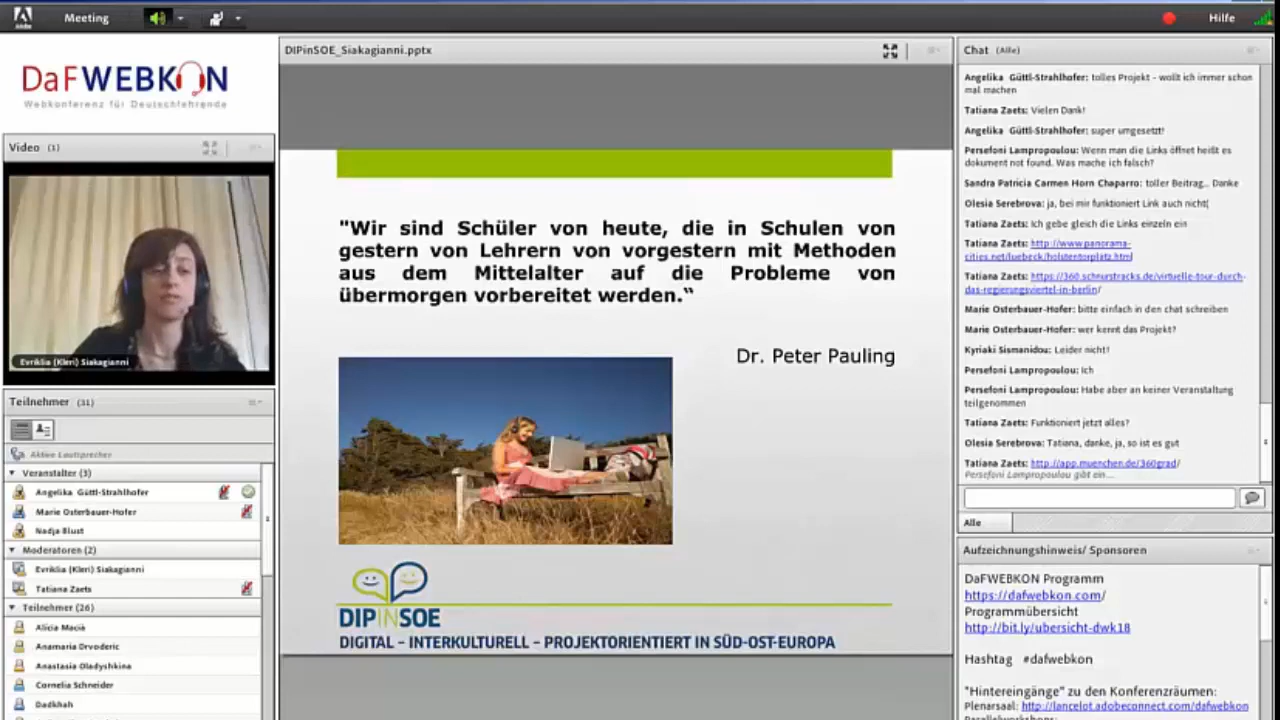 Meeting
Hilfe
Adobe
DaFWEBKON
Webkonferenz für Deutschlehrende
Video (1)
Evriklia (Kleri) Siakagianni
Teilnehmer (31)
Aktive Lautsprecher
Veranstalter (3)
Angelika Güttl-Strahlhofer
Marie Osterbauer-Hofer
Nadja Blust
Moderatoren (2)
Evriklia (Kleri) Siakagianni
Tatiana Zaets
Teilnehmer (26)
Alicia Macià
Anamaria Drvoderic
Anastasia Oladyshkina
Cornelia Schneider
Dadkhah
DIPinSOE_Siakagianni.pptx
"Wir sind Schüler von heute, die in Schulen von
gestern von Lehrern von vorgestern mit Methoden
aus dem Mittelalter auf die Probleme von
übermorgen vorbereitet werden.“
Dr. Peter Pauling
DIPINSOE
DIGITAL – INTERKULTURELL – PROJEKTORIENTIERT IN SÜD-OST-EUROPA
Chat (Alle)
Angelika Güttl-Strahlhofer: tolles Projekt - wollt ich immer schon
mal machen
Tatiana Zaets: Vielen Dank!
Angelika Güttl-Strahlhofer: super umgesetzt!
Persefoni Lampropoulou: Wenn man die Links öffnet heißt es
dokument not found. Was mache ich falsch?
Sandra Patricia Carmen Horn Chaparro: toller Beitrag... Danke
Olesia Serebrova: ja, bei mir funktioniert Link auch nicht(
Tatiana Zaets: Ich gebe gleich die Links einzeln ein
Tatiana Zaets: http://www.panorama-
cities.net/luebeck/holstentorplatz.html
Tatiana Zaets: https://360.schnurstracks.de/virtuelle-tour-durch-
das-regierungsviertel-in-berlin/
Marie Osterbauer-Hofer: bitte einfach in den chat schreiben
Marie Osterbauer-Hofer: wer kennt das Projekt?
Kyriaki Sismanidou: Leider nicht!
Persefoni Lampropoulou: Ich
Persefoni Lampropoulou: Habe aber an keiner Veranstaltung
teilgenommen
Tatiana Zaets: Funktioniert jetzt alles?
Olesia Serebrova: Tatiana, danke, ja, so ist es gut
Tatiana Zaets: http://app.muenchen.de/360grad/
Persefoni Lampropoulou gibt ein...
Alle
Aufzeichnungshinweis/ Sponsoren
DaFWEBKON Programm
https://dafwebkon.com/
Programmübersicht
http://bit.ly/ubersicht-dwk18
Hashtag #dafwebkon
"Hintereingänge" zu den Konferenzräumen:
Plenarsaal: http://lancelot.adobeconnect.com/dafwebkon